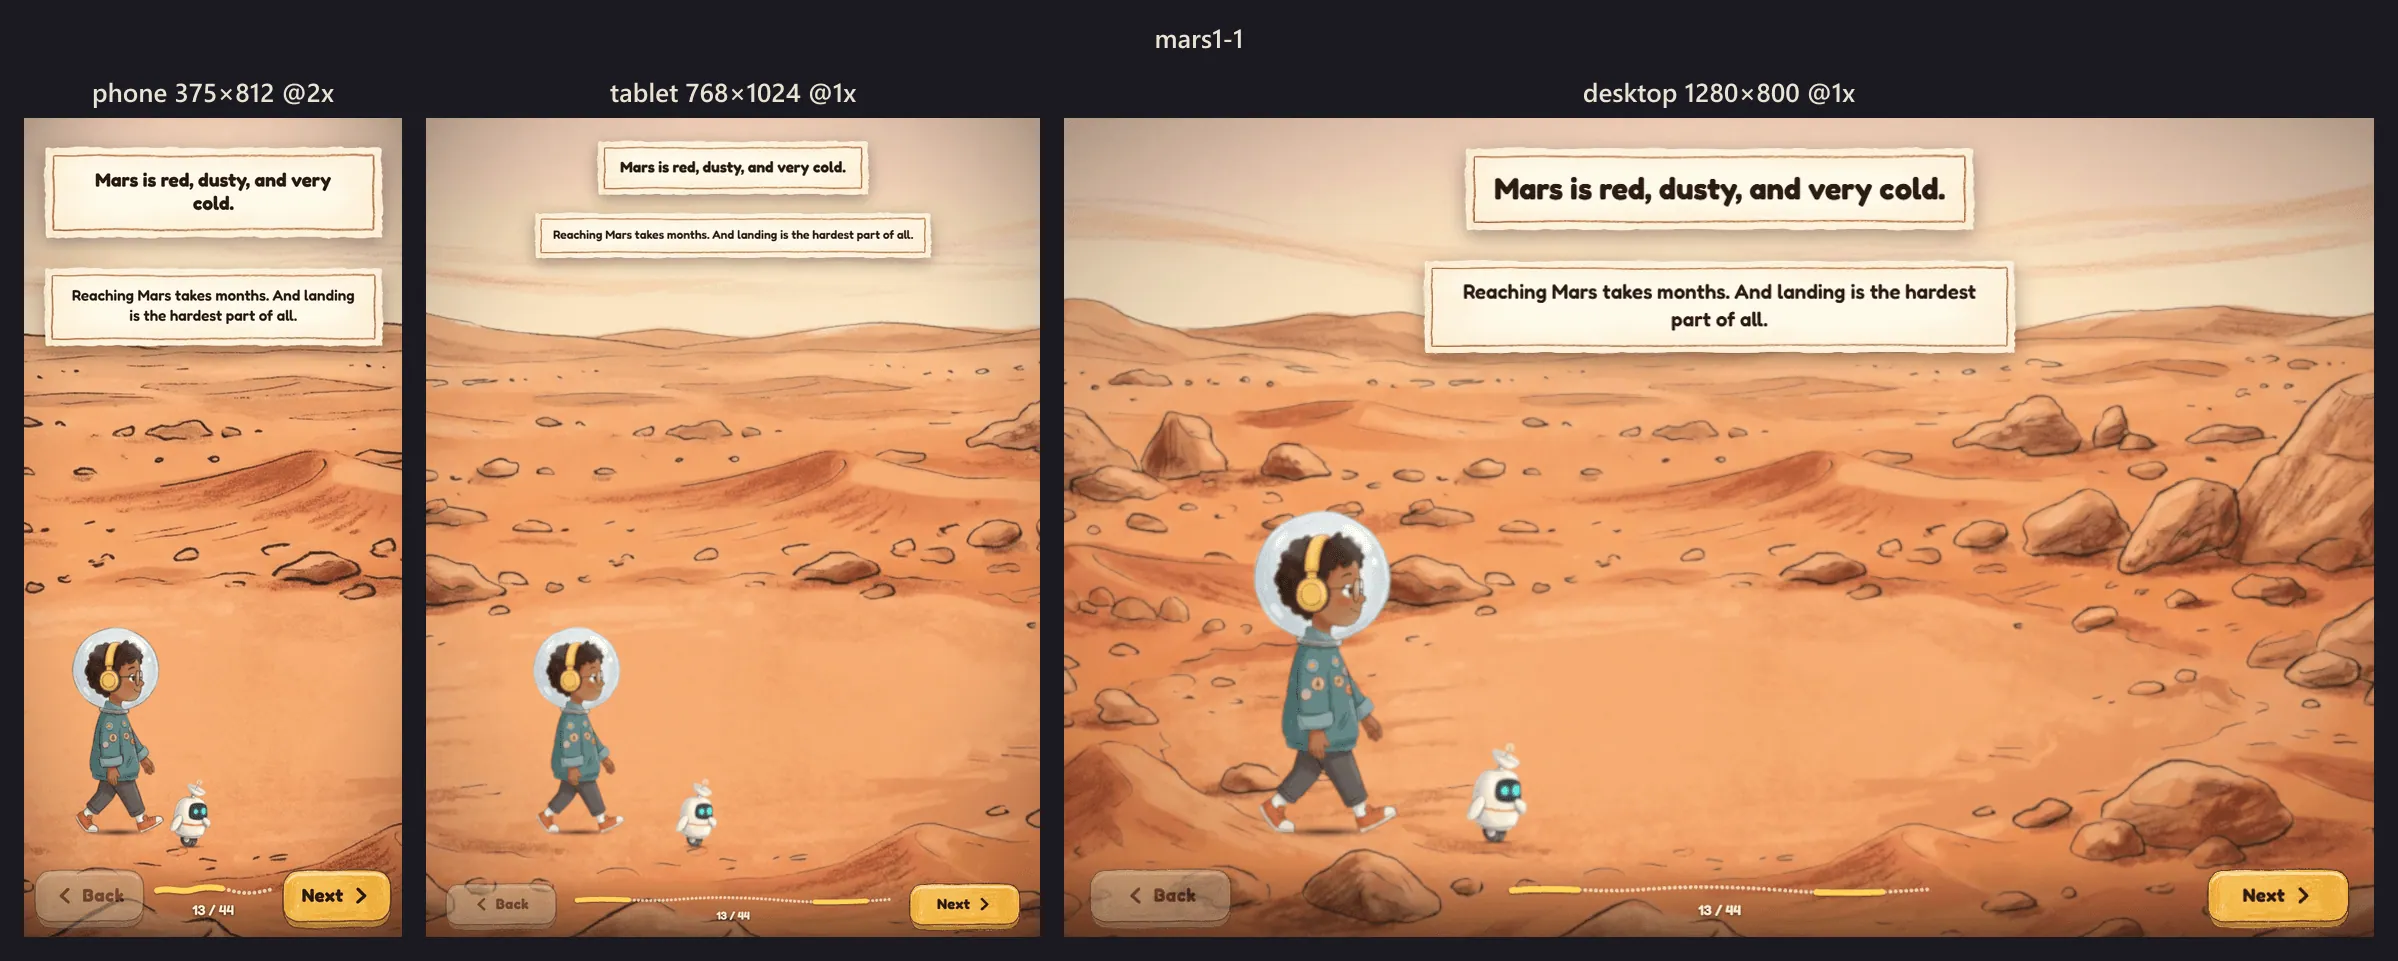 mars1-1
phone 375×812 @2x
Mars is red, dusty, and very
cold.
Reaching Mars takes months. And landing
is the hardest part of all.
Back
13 / 44
Next
tablet 768×1024 @1x
Mars is red, dusty, and very cold.
Reaching Mars takes months. And landing is the hardest part of all.
Back
13 / 44
Next
desktop 1280×800 @1x
Mars is red, dusty, and very cold.
Reaching Mars takes months. And landing is the hardest
part of all.
Back
13 / 44
Next